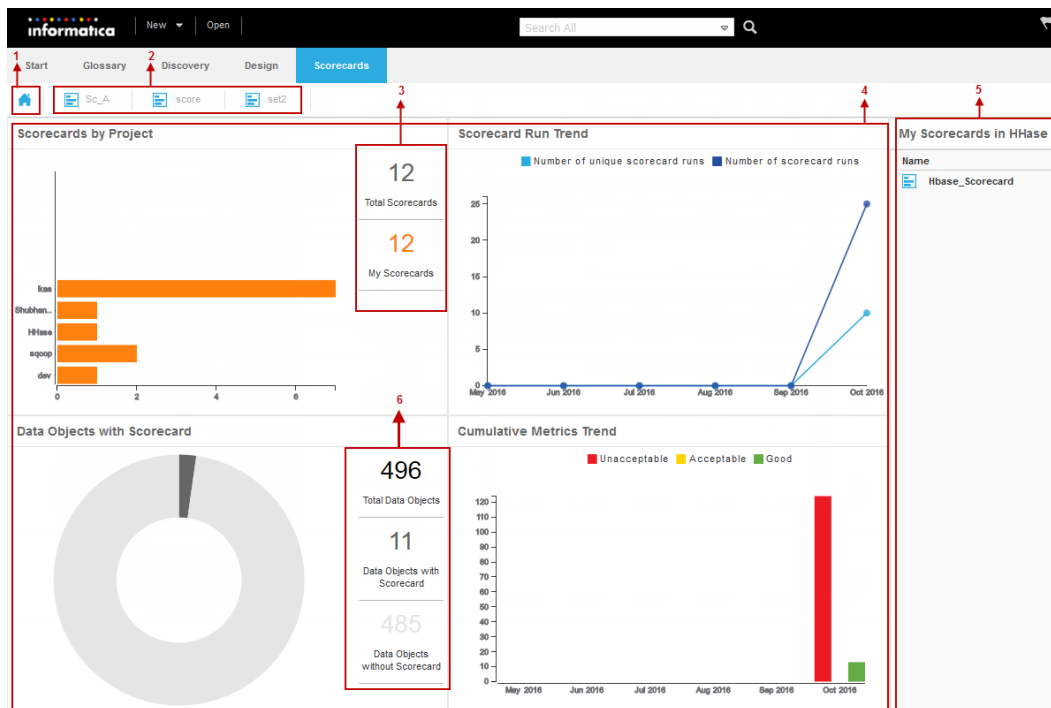 informatica
New
Open
Search All
1
2
Start
Glossary
Discovery
Design
Scorecards
Sc_A
score
set2
3
4
5
Scorecards by Project
12
Total Scorecards
12
My Scorecards
Ikas
Shubhan...
HHase
sqoop
dev
0
2
4
6
Scorecard Run Trend
Number of unique scorecard runs
Number of scorecard runs
25
20
15
10
5
0
May 2016
Jun 2016
Jul 2016
Aug 2016
Sep 2016
Oct 2016
My Scorecards in HHase
Name
Hbase_Scorecard
6
Data Objects with Scorecard
496
Total Data Objects
11
Data Objects with
Scorecard
485
Data Objects
without Scorecard
Cumulative Metrics Trend
Unacceptable
Acceptable
Good
120
110
100
90
80
70
60
50
40
30
20
10
0
May 2016
Jun 2016
Jul 2016
Aug 2016
Sep 2016
Oct 2016